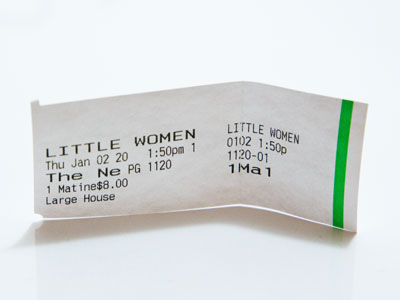 LITTLE WOMEN
Thu Jan 02 20 1:50pm 1
The Ne PG 1120
1 Matine$8.00
Large House
LITTLE WOMEN
0102 1:50p
1120-01
1Ma1